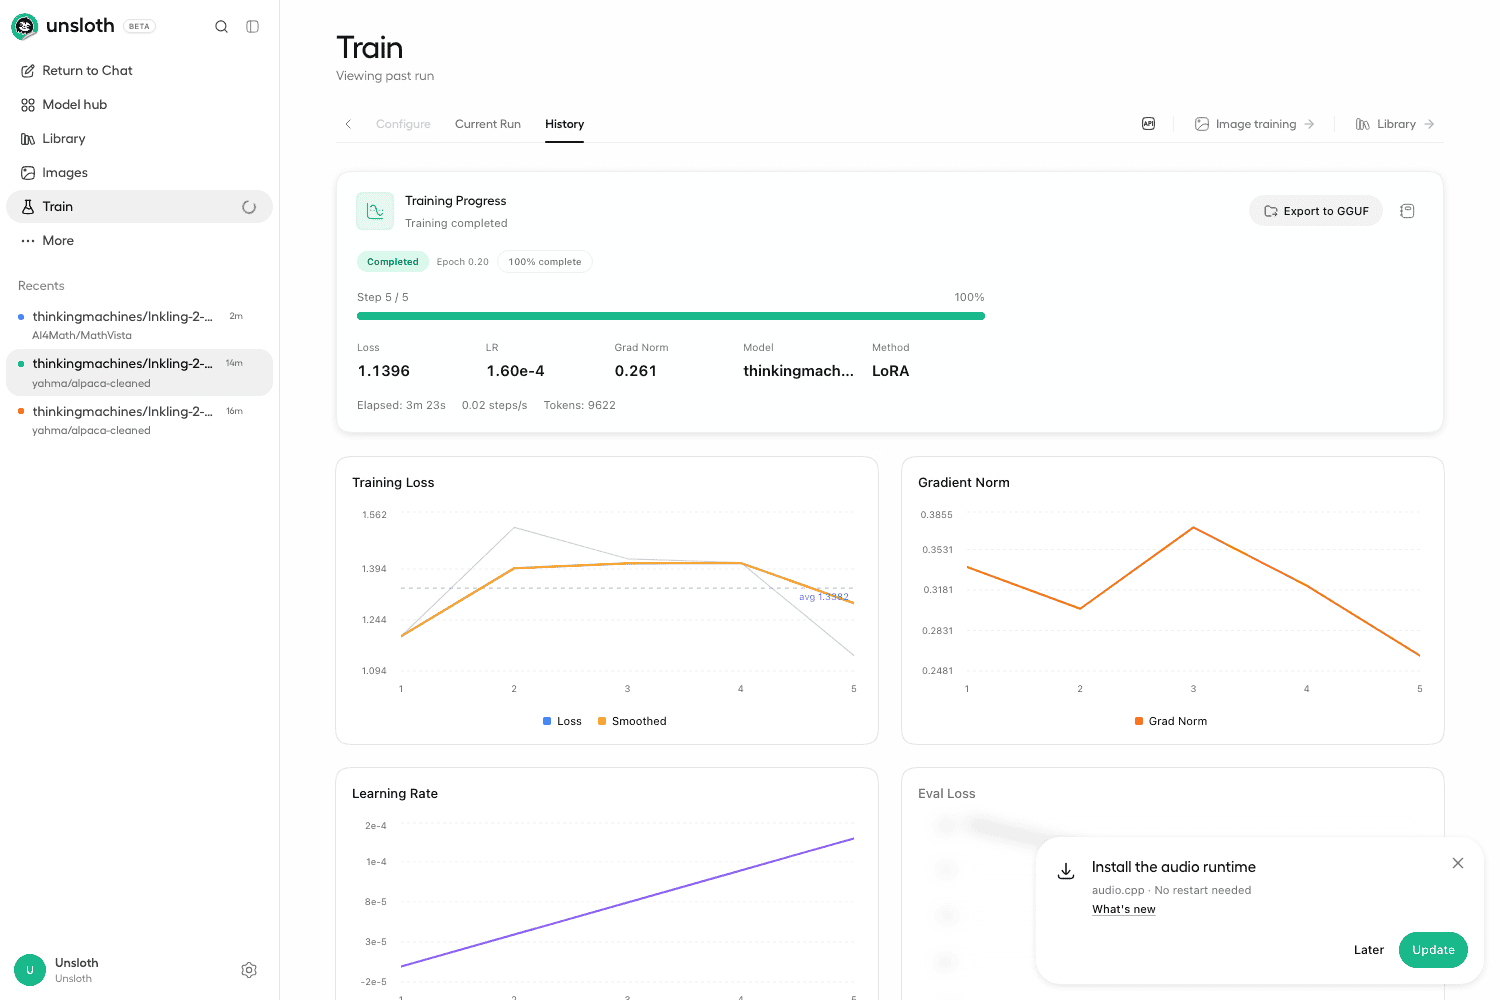 unsloth BETA
Return to Chat
Model hub
Library
Images
Train
More
Recents
thinkingmachines/Inkling-2-... 2m
AI4Math/MathVista
thinkingmachines/Inkling-2-... 14m
yahma/alpaca-cleaned
thinkingmachines/Inkling-2-... 16m
yahma/alpaca-cleaned
U
Unsloth
Unsloth
Train
Viewing past run
Configure Current Run History API Image training Library
Training Progress
Training completed
Export to GGUF
Completed Epoch 0.20 100% complete
Step 5 / 5 100%
Loss LR Grad Norm Model Method
1.1396 1.60e-4 0.261 thinkingmach... LoRA
Elapsed: 3m 23s 0.02 steps/s Tokens: 9622
Training Loss
1.562
1.394
avg 1.3382
1.244
1.094
1 2 3 4 5
Loss Smoothed
Gradient Norm
0.3855
0.3531
0.3181
0.2831
0.2481
1 2 3 4 5
Grad Norm
Learning Rate
2e-4
1e-4
8e-5
3e-5
-2e-5
1 2 3 4 5
Eval Loss
Install the audio runtime
audio.cpp · No restart needed
What's new
Later Update